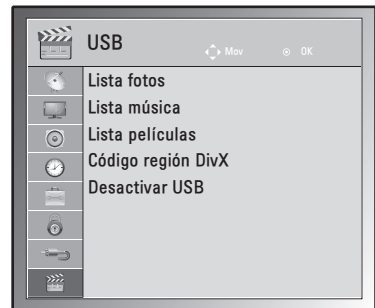 USB
Mov OK
Lista fotos
Lista música
Lista películas
Código región DivX
Desactivar USB